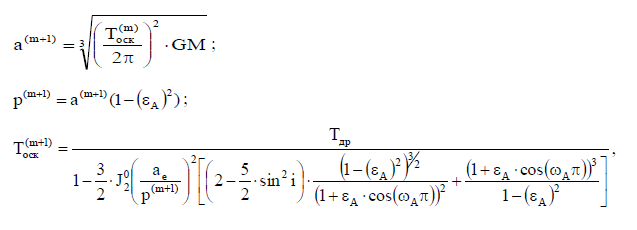 a^(m+1) = ∛((T_оск^(m) / 2π)^2 · GM) ;
p^(m+1) = a^(m+1) (1−(ε_A)^2) ;
T_оск^(m+1) = T_др / (1 − 3/2 · J_2^0 (a_e / p^(m+1))^2 [(2 − 5/2 · sin^2 i) · (1−(ε_A)^2)^(3/2) / (1+ε_A · cos(ω_A π))^2 + (1+ε_A · cos(ω_A π))^3 / (1−(ε_A)^2)]) ,